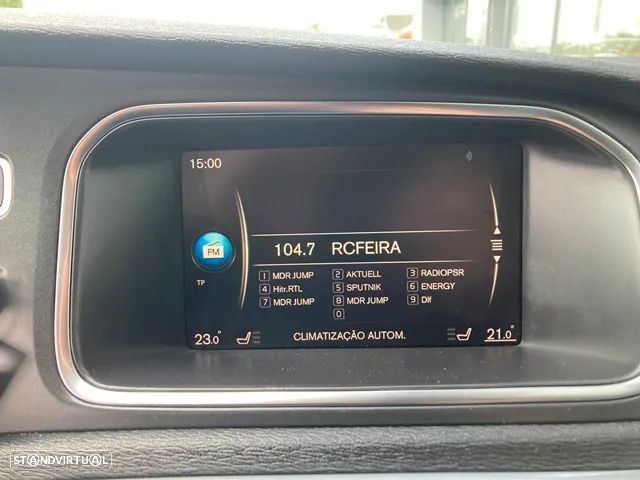 15:00
FM
104.7 RCFEIRA
TP
1 MDR JUMP 2 AKTUELL 3 RADIOPSR
4 Hitr.RTL 5 SPUTNIK 6 ENERGY
7 MDR JUMP 8 MDR JUMP 9 Dlf
0
23.0° CLIMATIZAÇÃO AUTOM. 21.0°
STANDVIRTUAL